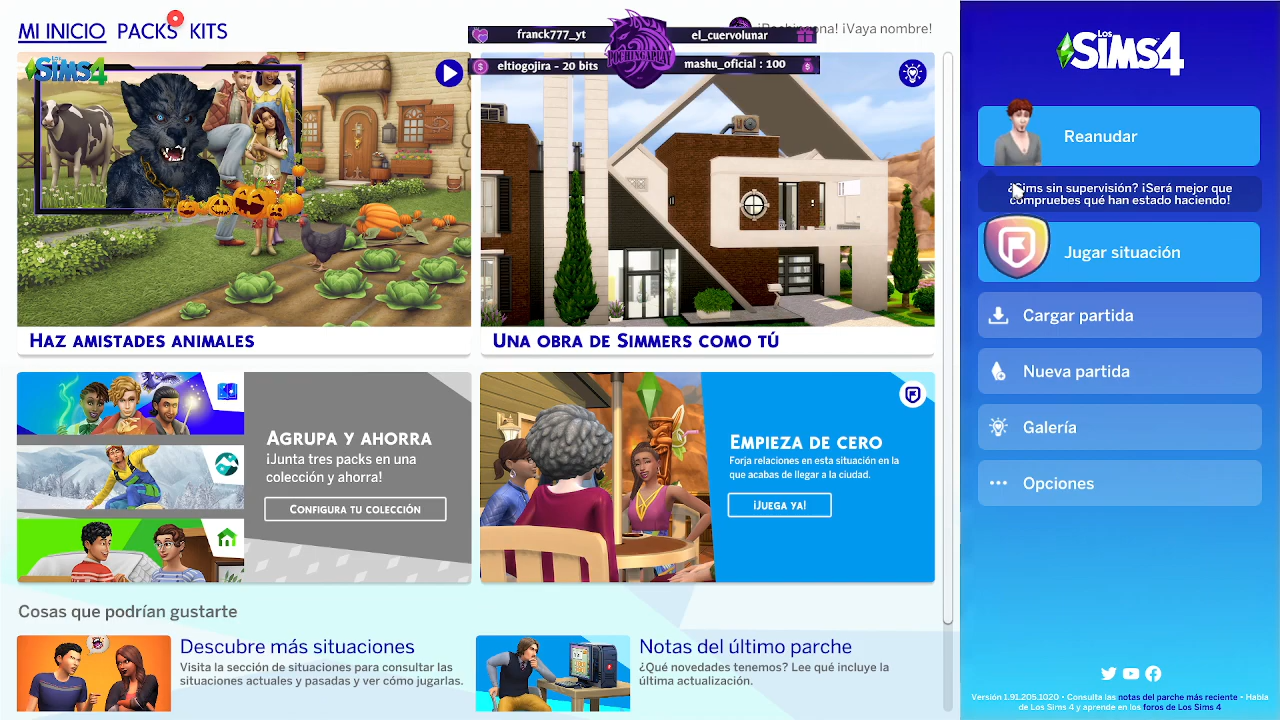 MI INICIO PACKS KITS
franck777_yt
el_cuervolunar
¡Pochingona! ¡Vaya nombre!
eltiogojira - 20 bits
POCHINGAPLAY
mashu_oficial : 100
Los Sims 4
Haz amistades animales
Una obra de Simmers como tú
Agrupa y ahorra
¡Junta tres packs en una
colección y ahorra!
Configura tu colección
Empieza de cero
Forja relaciones en esta situación en la
que acabas de llegar a la ciudad.
¡Juega ya!
Cosas que podrían gustarte
Descubre más situaciones
Visita la sección de situaciones para consultar las
situaciones actuales y pasadas y ver cómo jugarlas.
Notas del último parche
¿Qué novedades tenemos? Lee qué incluye la
última actualización.
Los Sims 4
Reanudar
¿Sims sin supervisión? ¡Será mejor que
compruebes qué han estado haciendo!
Jugar situación
Cargar partida
Nueva partida
Galería
Opciones
Versión 1.91.205.1020 • Consulta las notas del parche más reciente • Habla
de Los Sims 4 y aprende en los foros de Los Sims 4